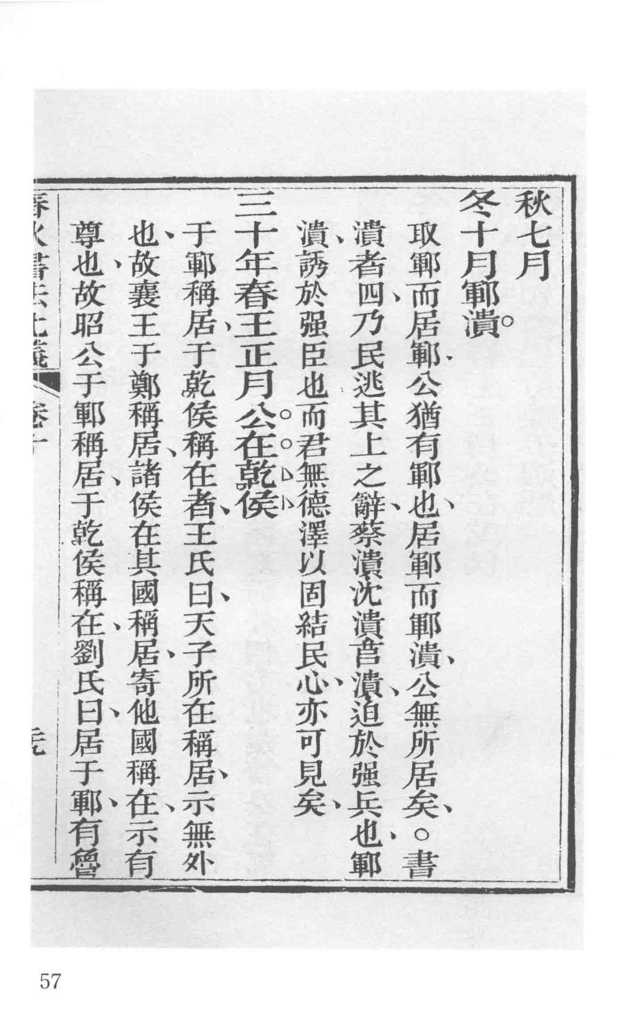 秋七月
冬十月鄆潰。
取鄆而居鄆公猶有鄆也、居鄆而鄆潰、公無所居矣、○書
潰者四、乃民逃其上之辭、蔡潰沈潰莒潰、迫於强兵也、鄆
潰、誘於强臣也而君無德澤以固結民心、亦可見矣、
三十年春王正月公在乾侯
于鄆稱居、于乾侯稱在者、王氏曰、天子所在稱居、示無外
也、故襄王于鄭稱居、諸侯在其國稱居、寄他國稱在、示有
尊也、故昭公于鄆稱居、于乾侯稱在、劉氏曰、居于鄆、有魯
春秋書法
卷十
57